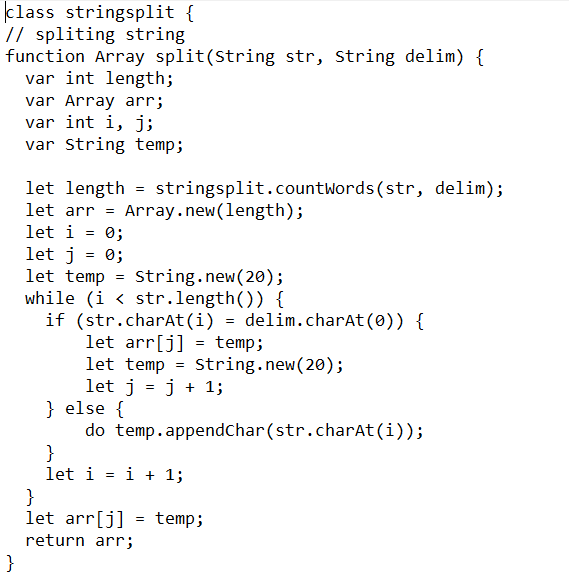 class stringsplit {
// spliting string
function Array split(String str, String delim) {
  var int length;
  var Array arr;
  var int i, j;
  var String temp;

  let length = stringsplit.countWords(str, delim);
  let arr = Array.new(length);
  let i = 0;
  let j = 0;
  let temp = String.new(20);
  while (i < str.length()) {
    if (str.charAt(i) = delim.charAt(0)) {
        let arr[j] = temp;
        let temp = String.new(20);
        let j = j + 1;
    } else {
        do temp.appendChar(str.charAt(i));
    }
    let i = i + 1;
  }
  let arr[j] = temp;
  return arr;
}